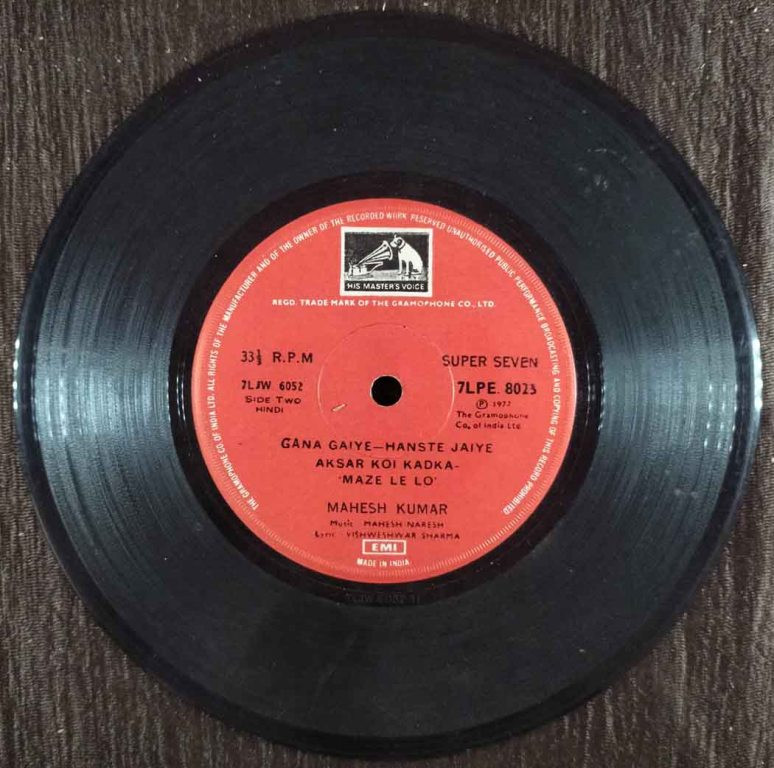 THE GRAMOPHONE CO OF INDIA LTD. ALL RIGHTS OF THE MANUFACTURER AND OF THE OWNER OF THE RECORDED WORK RESERVED UNAUTHORISED PUBLIC PERFORMANCE BROADCASTING AND COPYING OF THIS RECORD PROHIBITED
HIS MASTER'S VOICE
REGD. TRADE MARK OF THE GRAMOPHONE CO., LTD.
33⅓ R.P.M
SUPER SEVEN
7LJW 6052
7LPE. 8023
SIDE TWO
HINDI
Ⓟ 1977
The Gramophone
Co, of India Ltd.
GANA GAIYE—HANSTE JAIYE
AKSAR KOI KADKA-
'MAZE LE LO'
MAHESH KUMAR
Music: MAHESH NARESH
Lyric: VISHWESHWAR SHARMA
EMI
MADE IN INDIA